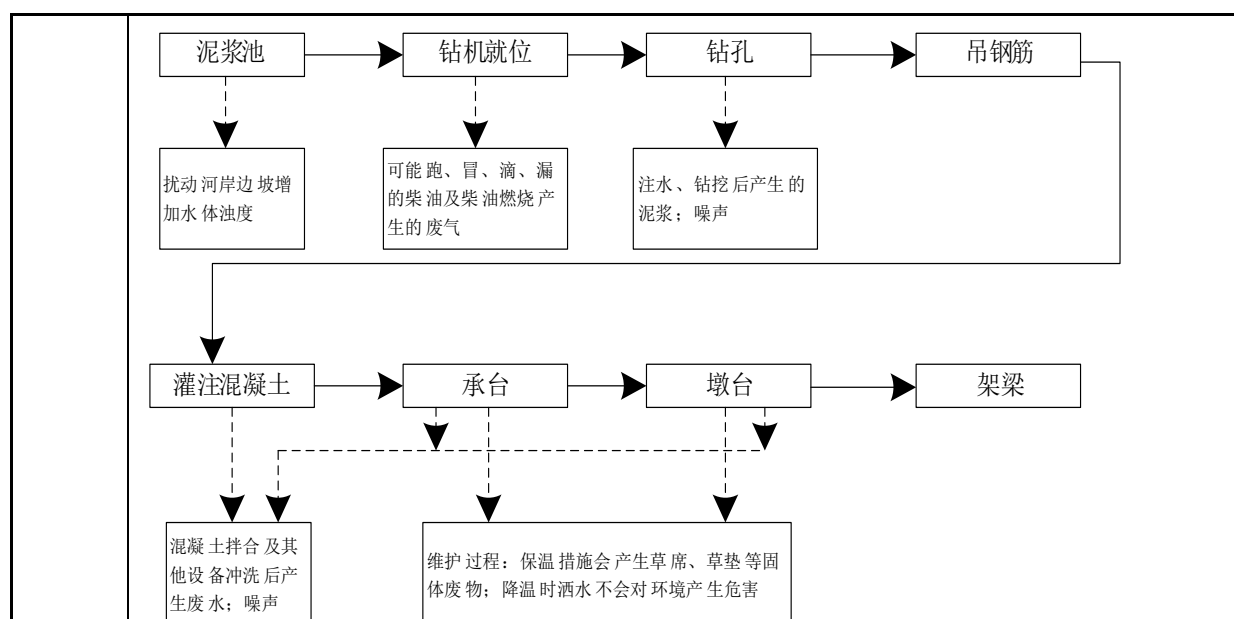 泥浆池
钻机就位
钻孔
吊钢筋
扰动河岸边坡增
加水体浊度
可能跑、冒、滴、漏
的柴油及柴油燃烧产
生的废气
注水、钻挖后产生的
泥浆；噪声
灌注混凝土
承台
墩台
架梁
混凝土拌合及其
他设备冲洗后产
生废水；噪声
维护过程：保温措施会产生草席、草垫等固
体废物；降温时洒水不会对环境产生危害